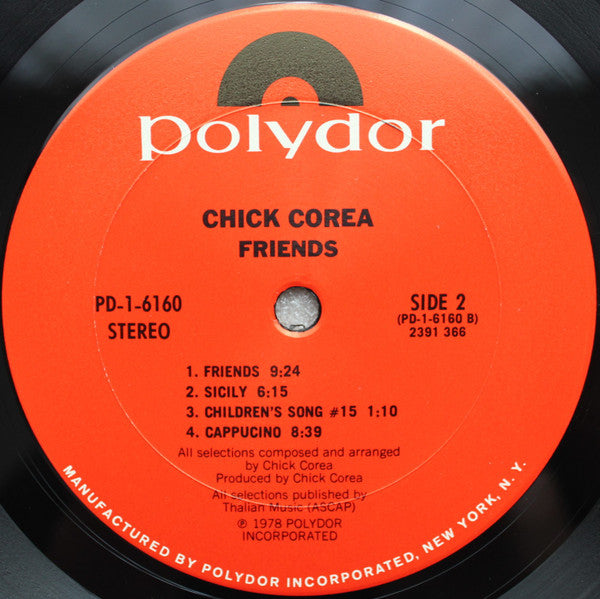 polydor
CHICK COREA
FRIENDS
PD-1-6160
STEREO
SIDE 2
(PD-1-6160 B)
2391 366
1. FRIENDS 9:24
2. SICILY 6:15
3. CHILDREN'S SONG #15 1:10
4. CAPPUCINO 8:39
All selections composed and arranged
by Chick Corea
Produced by Chick Corea
All selections published by
Thalian Music (ASCAP)
℗ 1978 POLYDOR
INCORPORATED
MANUFACTURED BY POLYDOR INCORPORATED, NEW YORK, N. Y.